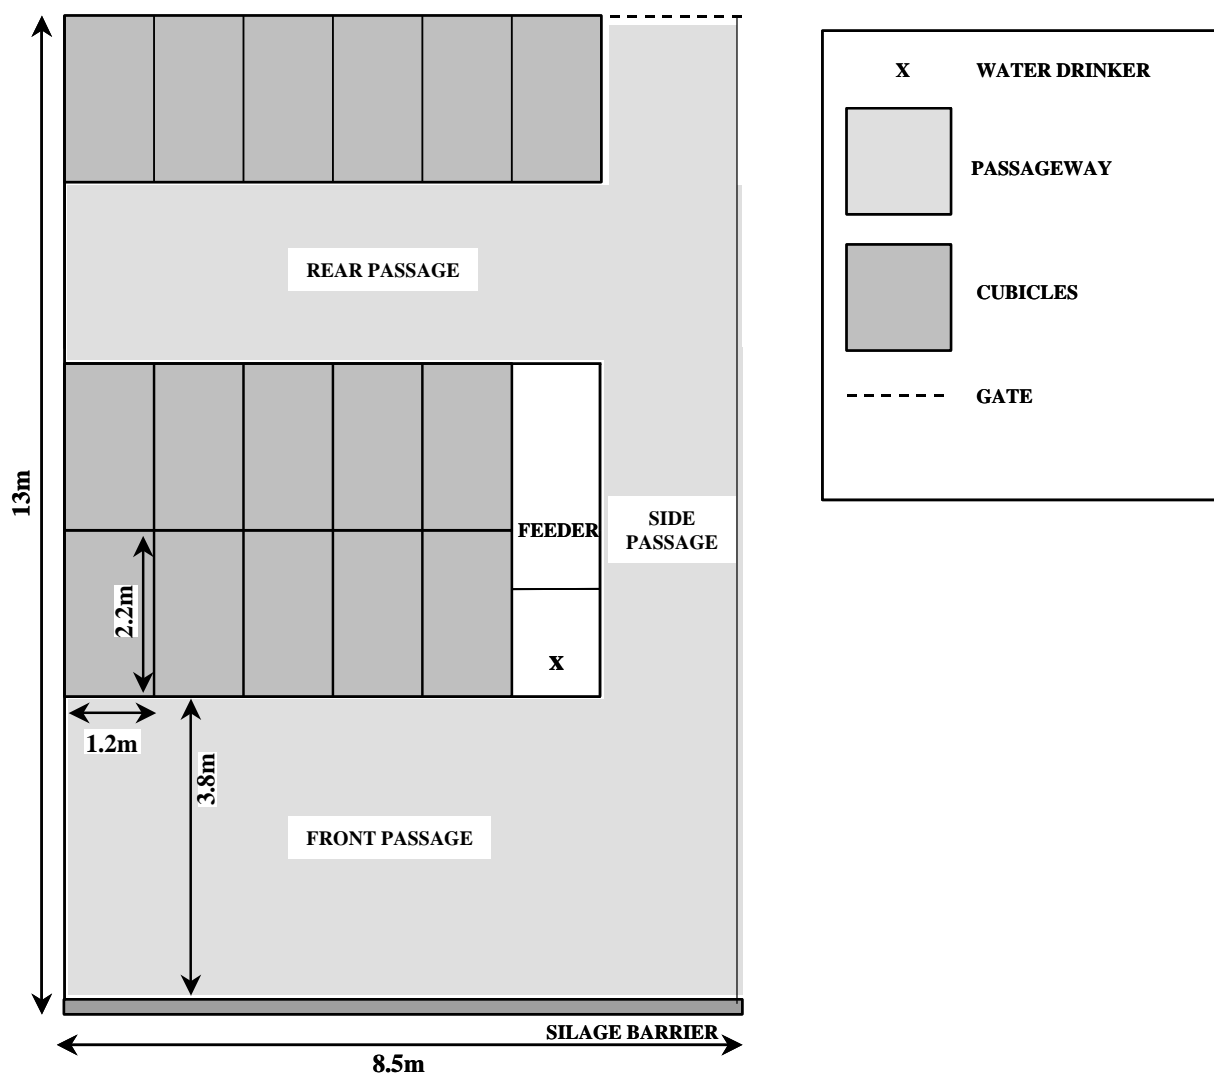 X WATER DRINKER
PASSAGEWAY
REAR PASSAGE
CUBICLES
GATE
13m
FEEDER
SIDE
PASSAGE
2.2m
X
1.2m
3.8m
FRONT PASSAGE
SILAGE BARRIER
8.5m